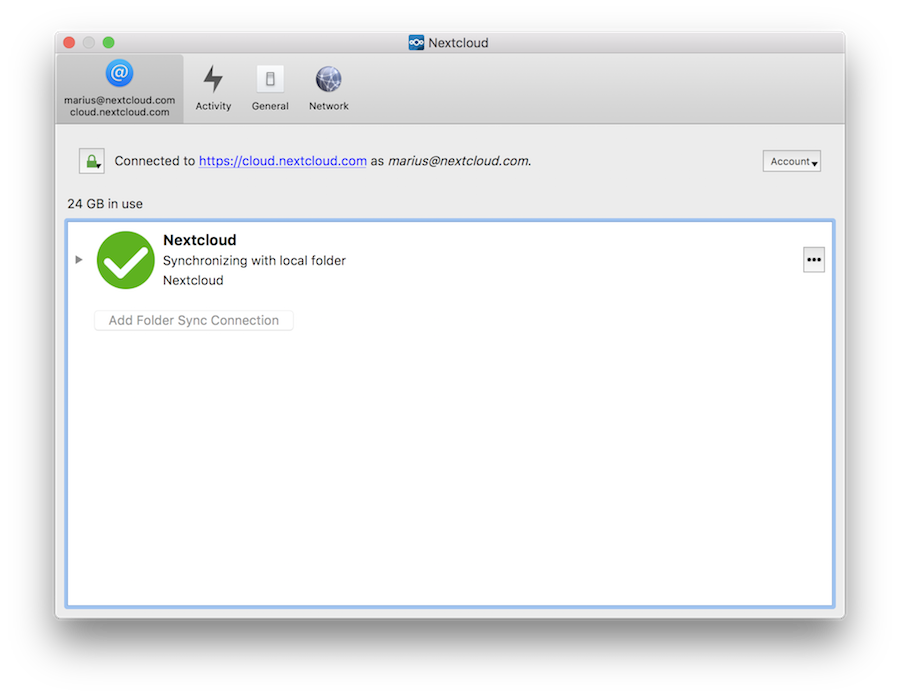 Nextcloud
marius@nextcloud.com
cloud.nextcloud.com
Activity
General
Network
Connected to https://cloud.nextcloud.com as marius@nextcloud.com.
Account
24 GB in use
Nextcloud
Synchronizing with local folder
Nextcloud
Add Folder Sync Connection